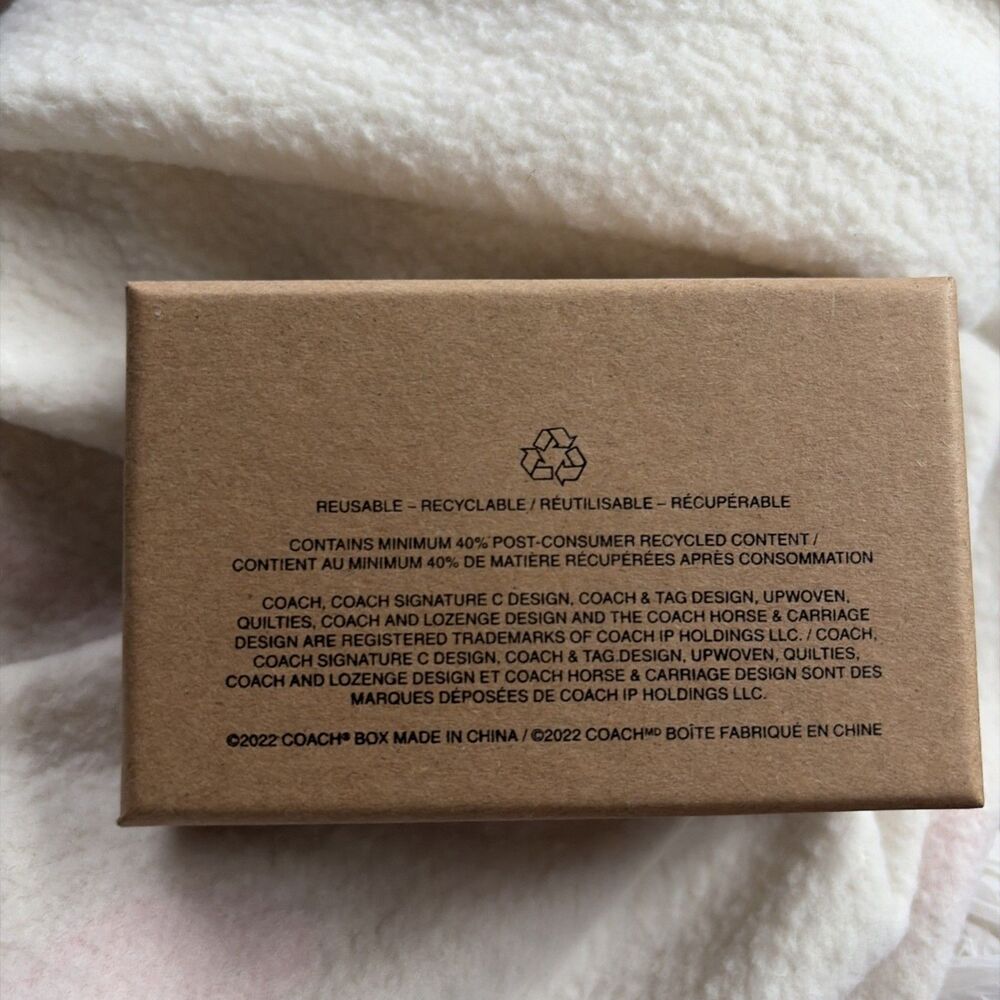 REUSABLE – RECYCLABLE / RÉUTILISABLE – RÉCUPÉRABLE
CONTAINS MINIMUM 40% POST-CONSUMER RECYCLED CONTENT /
CONTIENT AU MINIMUM 40% DE MATIÈRE RÉCUPÉRÉES APRÈS CONSOMMATION
COACH, COACH SIGNATURE C DESIGN, COACH & TAG DESIGN, UPWOVEN,
QUILTIES, COACH AND LOZENGE DESIGN AND THE COACH HORSE & CARRIAGE
DESIGN ARE REGISTERED TRADEMARKS OF COACH IP HOLDINGS LLC. / COACH,
COACH SIGNATURE C DESIGN, COACH & TAG DESIGN, UPWOVEN, QUILTIES,
COACH AND LOZENGE DESIGN ET COACH HORSE & CARRIAGE DESIGN SONT DES
MARQUES DÉPOSÉES DE COACH IP HOLDINGS LLC.
©2022 COACH® BOX MADE IN CHINA / ©2022 COACHᴹᴰ BOÎTE FABRIQUÉ EN CHINE